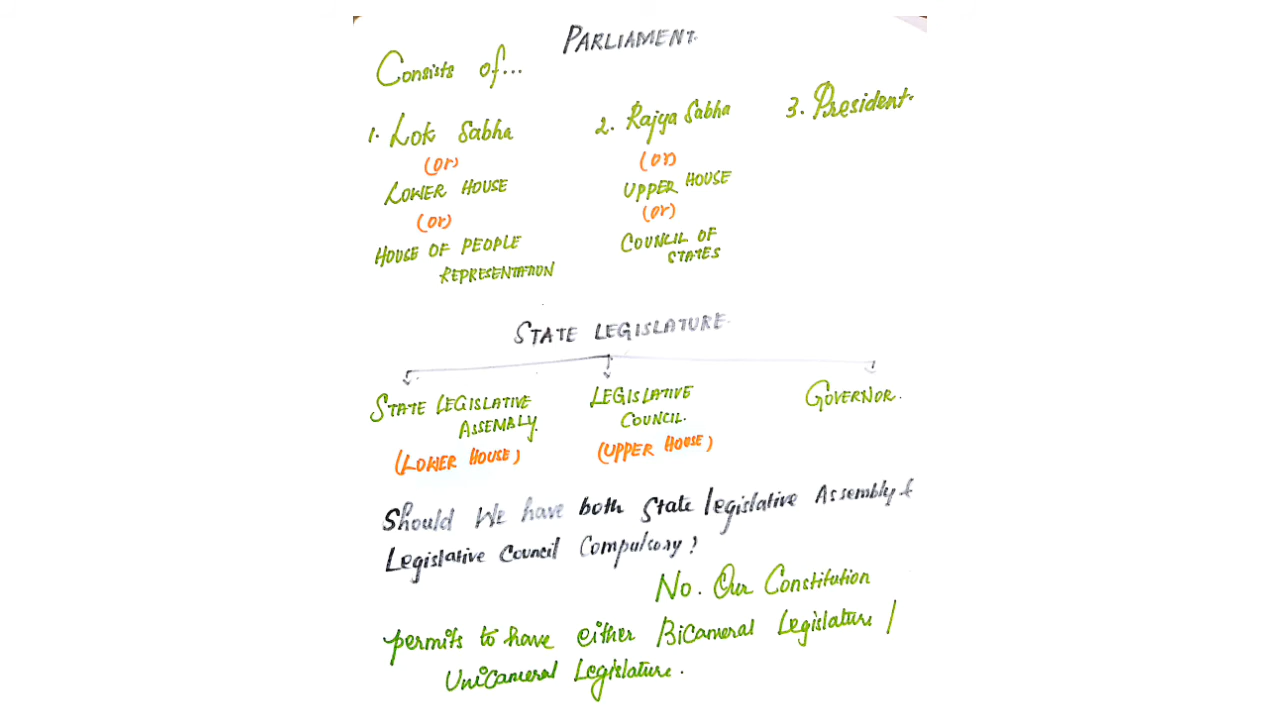 PARLIAMENT.
Consists of...
1. Lok Sabha 2. Rajya Sabha 3. President.
(or) (or)
LOWER HOUSE UPPER HOUSE
(or) (or)
HOUSE OF PEOPLE COUNCIL OF
REPRESENTATION STATES
STATE LEGISLATURE.
STATE LEGISLATIVE LEGISLATIVE GOVERNOR.
ASSEMBLY. COUNCIL.
(LOWER HOUSE) (UPPER HOUSE)
Should We have both State legislative Assembly &
Legislative Council Compulsory?
No. Our Constitution
permits to have either BiCameral Legislature /
UniCameral Legislature.